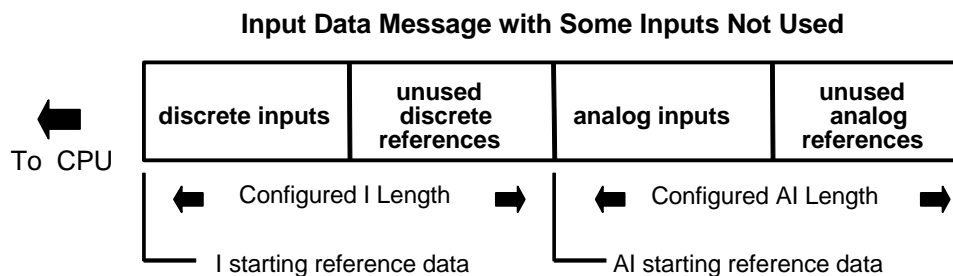 Input Data Message with Some Inputs Not Used
discrete inputs
unused
discrete
references
analog inputs
unused
analog
references
To CPU
Configured I Length
Configured AI Length
I starting reference data
AI starting reference data